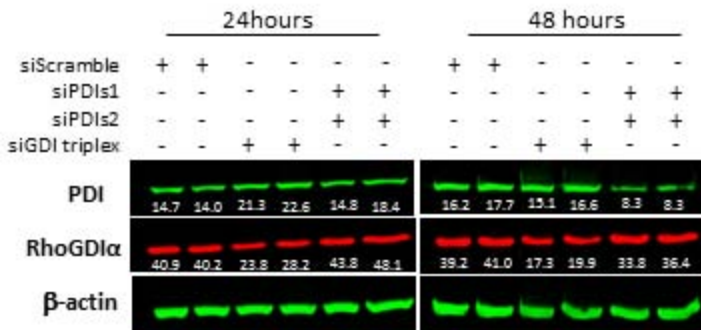 24hours 48 hours
siScramble + + - - - - + + - - - -
siPDIs1 - - - - + + - - - - + +
siPDIs2 - - - - + + - - - - + +
siGDI triplex - - + + - - - - + + - -
PDI
14.7 14.0 21.3 22.6 14.8 18.4 16.2 17.7 15.1 16.6 8.3 8.3
RhoGDIα
40.9 40.2 23.8 28.2 43.8 48.1 39.2 41.0 17.3 19.9 33.8 36.4
β-actin